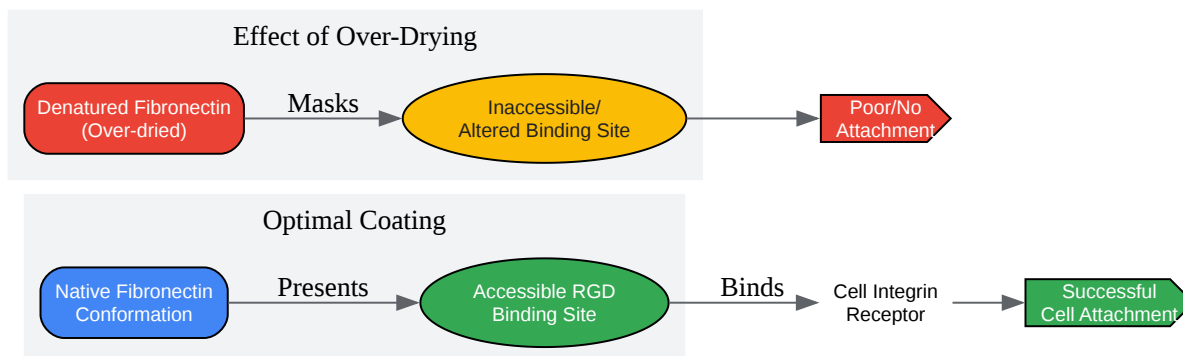 Effect of Over-Drying
Denatured Fibronectin
(Over-dried)
Masks
Inaccessible/
Altered Binding Site
Poor/No
Attachment
Optimal Coating
Native Fibronectin
Conformation
Presents
Accessible RGD
Binding Site
Binds
Cell Integrin
Receptor
Successful
Cell Attachment